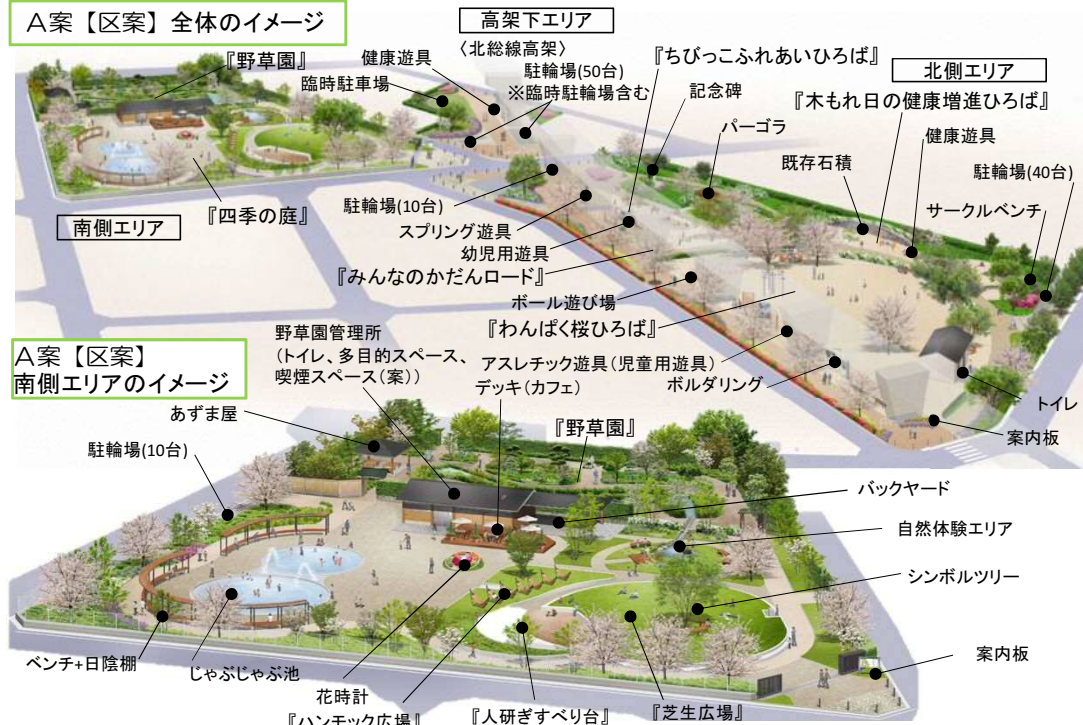 A案【区案】全体のイメージ
高架下エリア
〈北総線高架〉
『野草園』
健康遊具
臨時駐車場
駐輪場(50台)
※臨時駐輪場含む
『ちびっこふれあいひろば』
記念碑
パーゴラ
北側エリア
『木もれ日の健康増進ひろば』
健康遊具
既存石積
駐輪場(40台)
サークルベンチ
南側エリア
『四季の庭』
駐輪場(10台)
スプリング遊具
幼児用遊具
『みんなのかだんロード』
ボール遊び場
『わんぱく桜ひろば』
アスレチック遊具(児童用遊具)
ボルダリング
トイレ
案内板
A案【区案】
南側エリアのイメージ
野草園管理所
(トイレ、多目的スペース、
喫煙スペース(案))
デッキ(カフェ)
あずま屋
『野草園』
駐輪場(10台)
バックヤード
自然体験エリア
シンボルツリー
案内板
ベンチ+日陰棚
じゃぶじゃぶ池
花時計
『ハンモック広場』
『人研ぎすべり台』
『芝生広場』